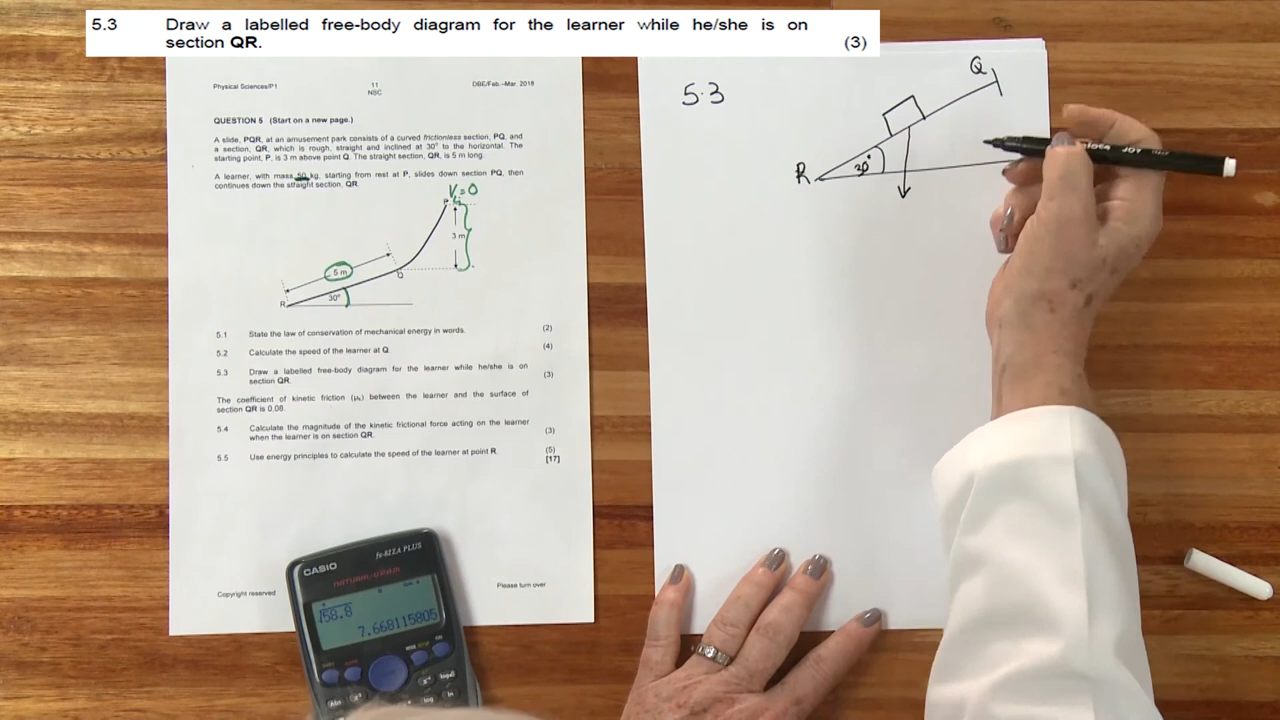 5.3 Draw a labelled free-body diagram for the learner while he/she is on
section QR. (3)
Physical Sciences/P1 11 DBE/Feb.-Mar. 2018
NSC
QUESTION 5 (Start on a new page.)
A slide, PQR, at an amusement park consists of a curved frictionless section, PQ, and
a section, QR, which is rough, straight and inclined at 30° to the horizontal. The
starting point, P, is 3 m above point Q. The straight section, QR, is 5 m long.
A learner, with mass 50 kg, starting from rest at P, slides down section PQ, then
continues down the straight section, QR.
P
3 m
5 m
Q
30°
R
5.1 State the law of conservation of mechanical energy in words. (2)
5.2 Calculate the speed of the learner at Q. (4)
5.3 Draw a labelled free-body diagram for the learner while he/she is on
section QR. (3)
The coefficient of kinetic friction (μk) between the learner and the surface of
section QR is 0,08.
5.4 Calculate the magnitude of the kinetic frictional force acting on the learner
when the learner is on section QR. (3)
5.5 Use energy principles to calculate the speed of the learner at point R. (5)
[17]
Copyright reserved Please turn over
CASIO fx-82ZA PLUS
NATURAL-V.P.A.M.
√58.8
7.668115805
5.3
Q
R
30°